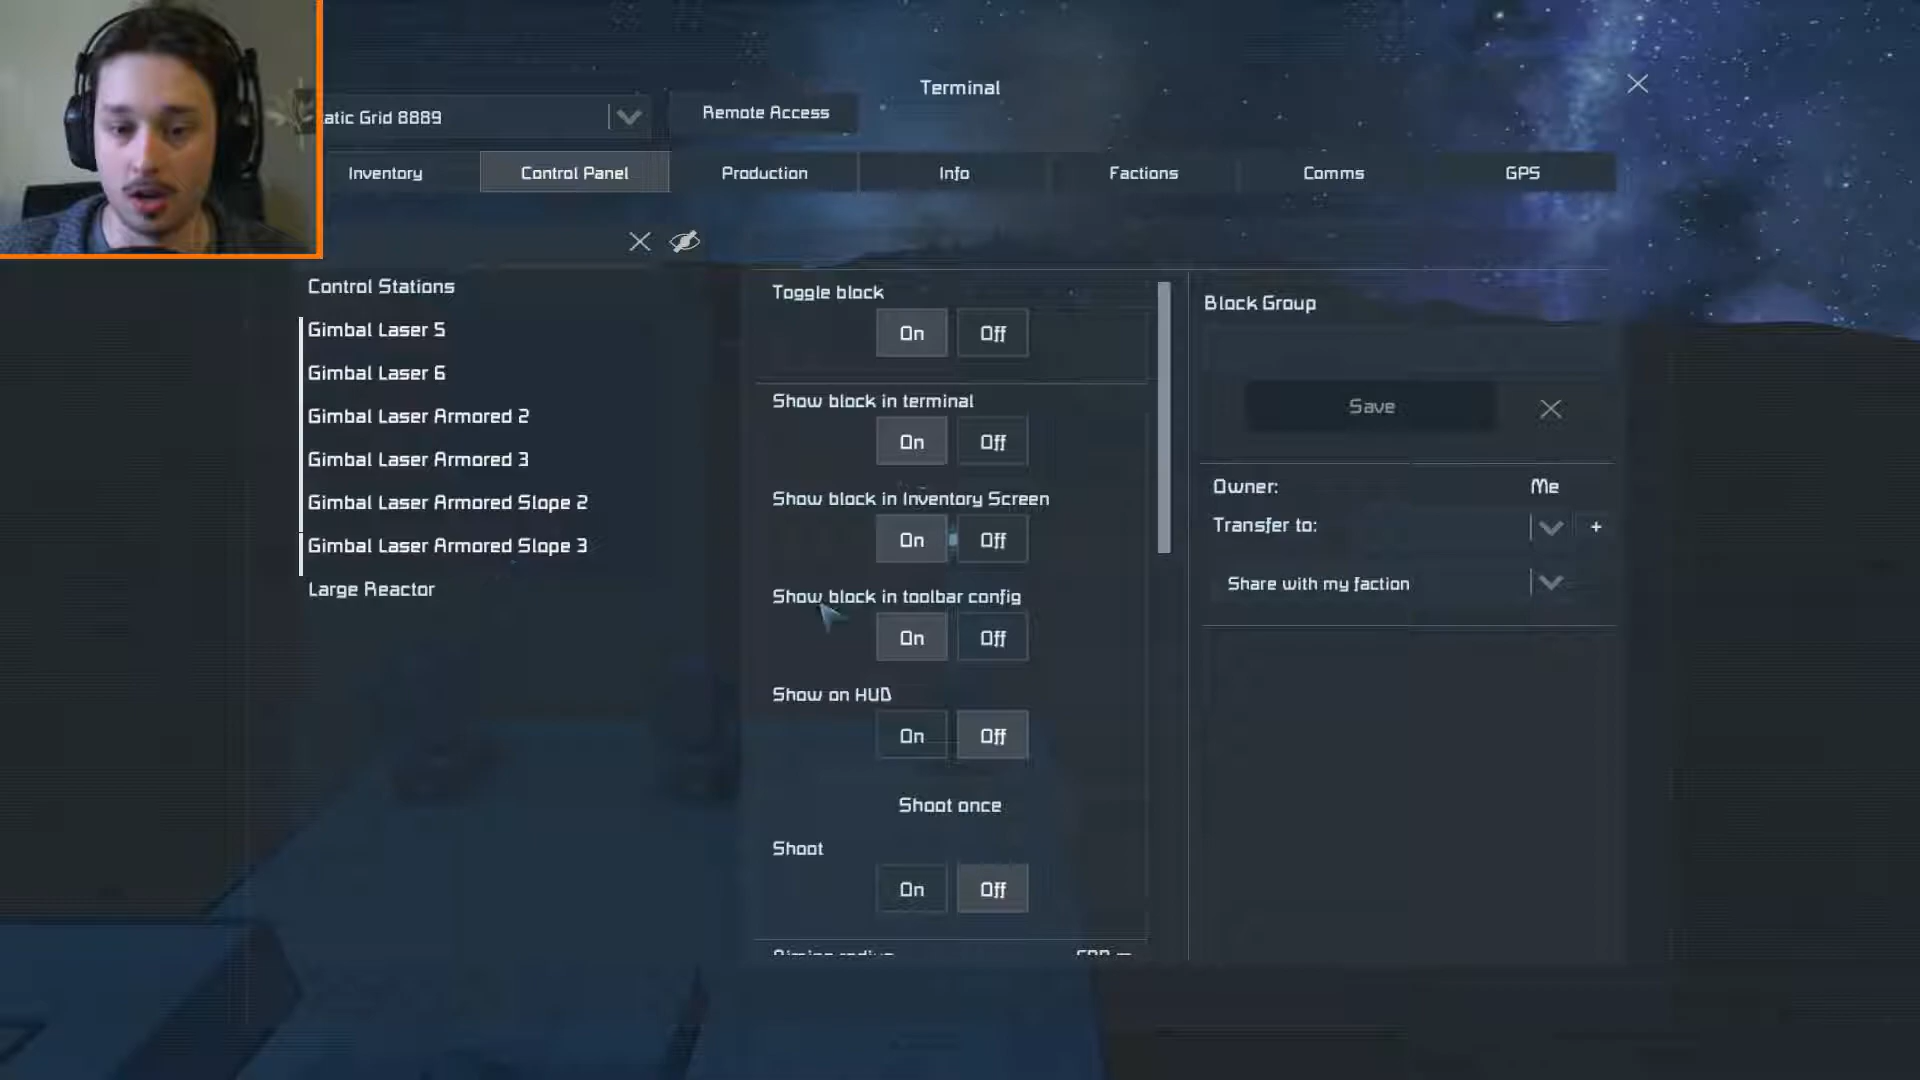 Terminal
atic Grid 8889
Remote Access
Inventory
Control Panel
Production
Info
Factions
Comms
GPS
Control Stations
Gimbal Laser 5
Gimbal Laser 6
Gimbal Laser Armored 2
Gimbal Laser Armored 3
Gimbal Laser Armored Slope 2
Gimbal Laser Armored Slope 3
Large Reactor
Toggle block
On Off
Show block in terminal
On Off
Show block in Inventory Screen
On Off
Show block in toolbar config
On Off
Show on HUD
On Off
Shoot once
Shoot
On Off
Block Group
Save
Owner: Me
Transfer to:
Share with my faction